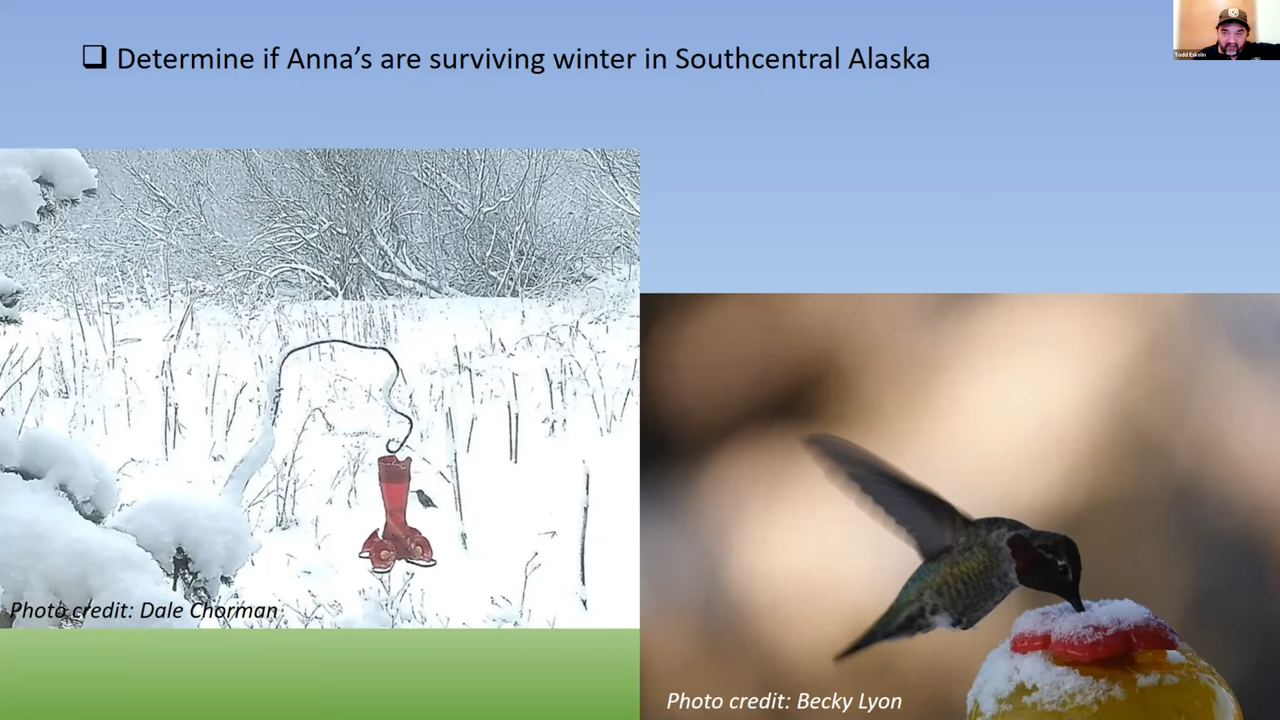 ❑ Determine if Anna's are surviving winter in Southcentral Alaska
Todd Eskelin
Photo credit: Dale Chorman
Photo credit: Becky Lyon